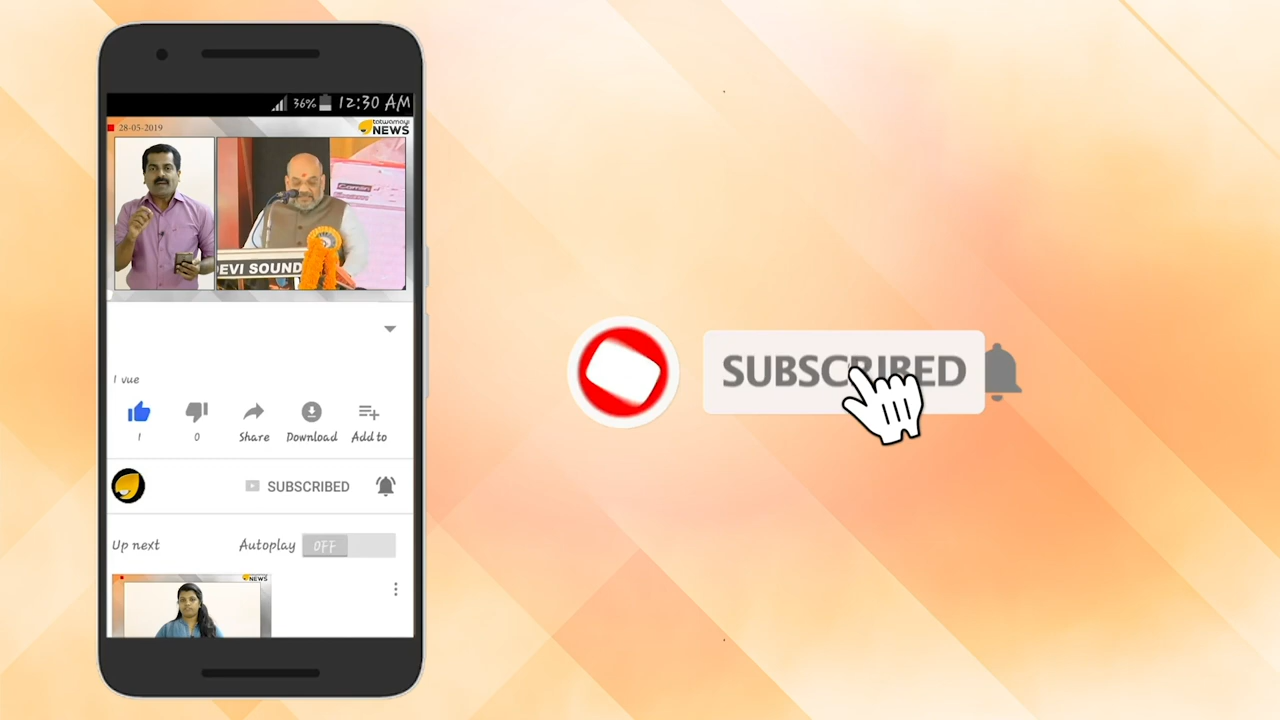 36% 12:30 AM
28-05-2019
tatwamayi
NEWS
DEVI SOUND
1 vue
1 0 Share Download Add to
SUBSCRIBED
Up next Autoplay OFF
NEWS
SUBSCRIBED